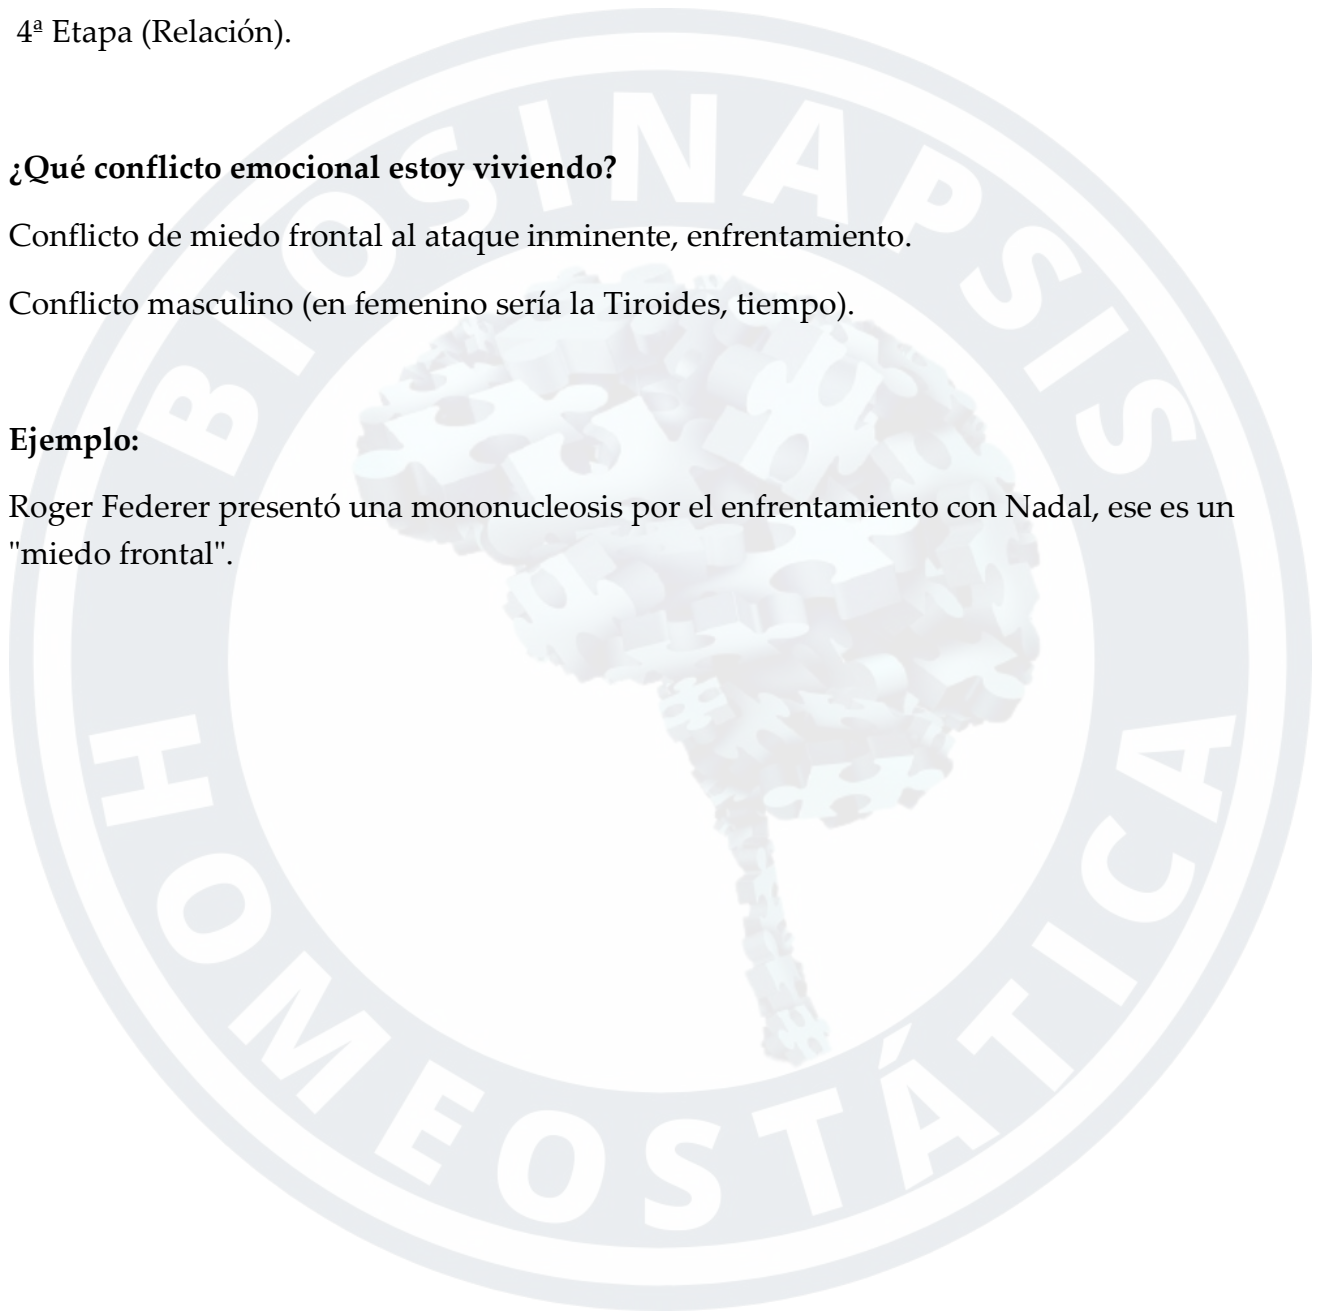 4ª Etapa (Relación).
¿Qué conflicto emocional estoy viviendo?
Conflicto de miedo frontal al ataque inminente, enfrentamiento.
Conflicto masculino (en femenino sería la Tiroides, tiempo).
Ejemplo:
Roger Federer presentó una mononucleosis por el enfrentamiento con Nadal, ese es un
"miedo frontal".
BIOSINAPSIS
HOMEOSTÁTICA